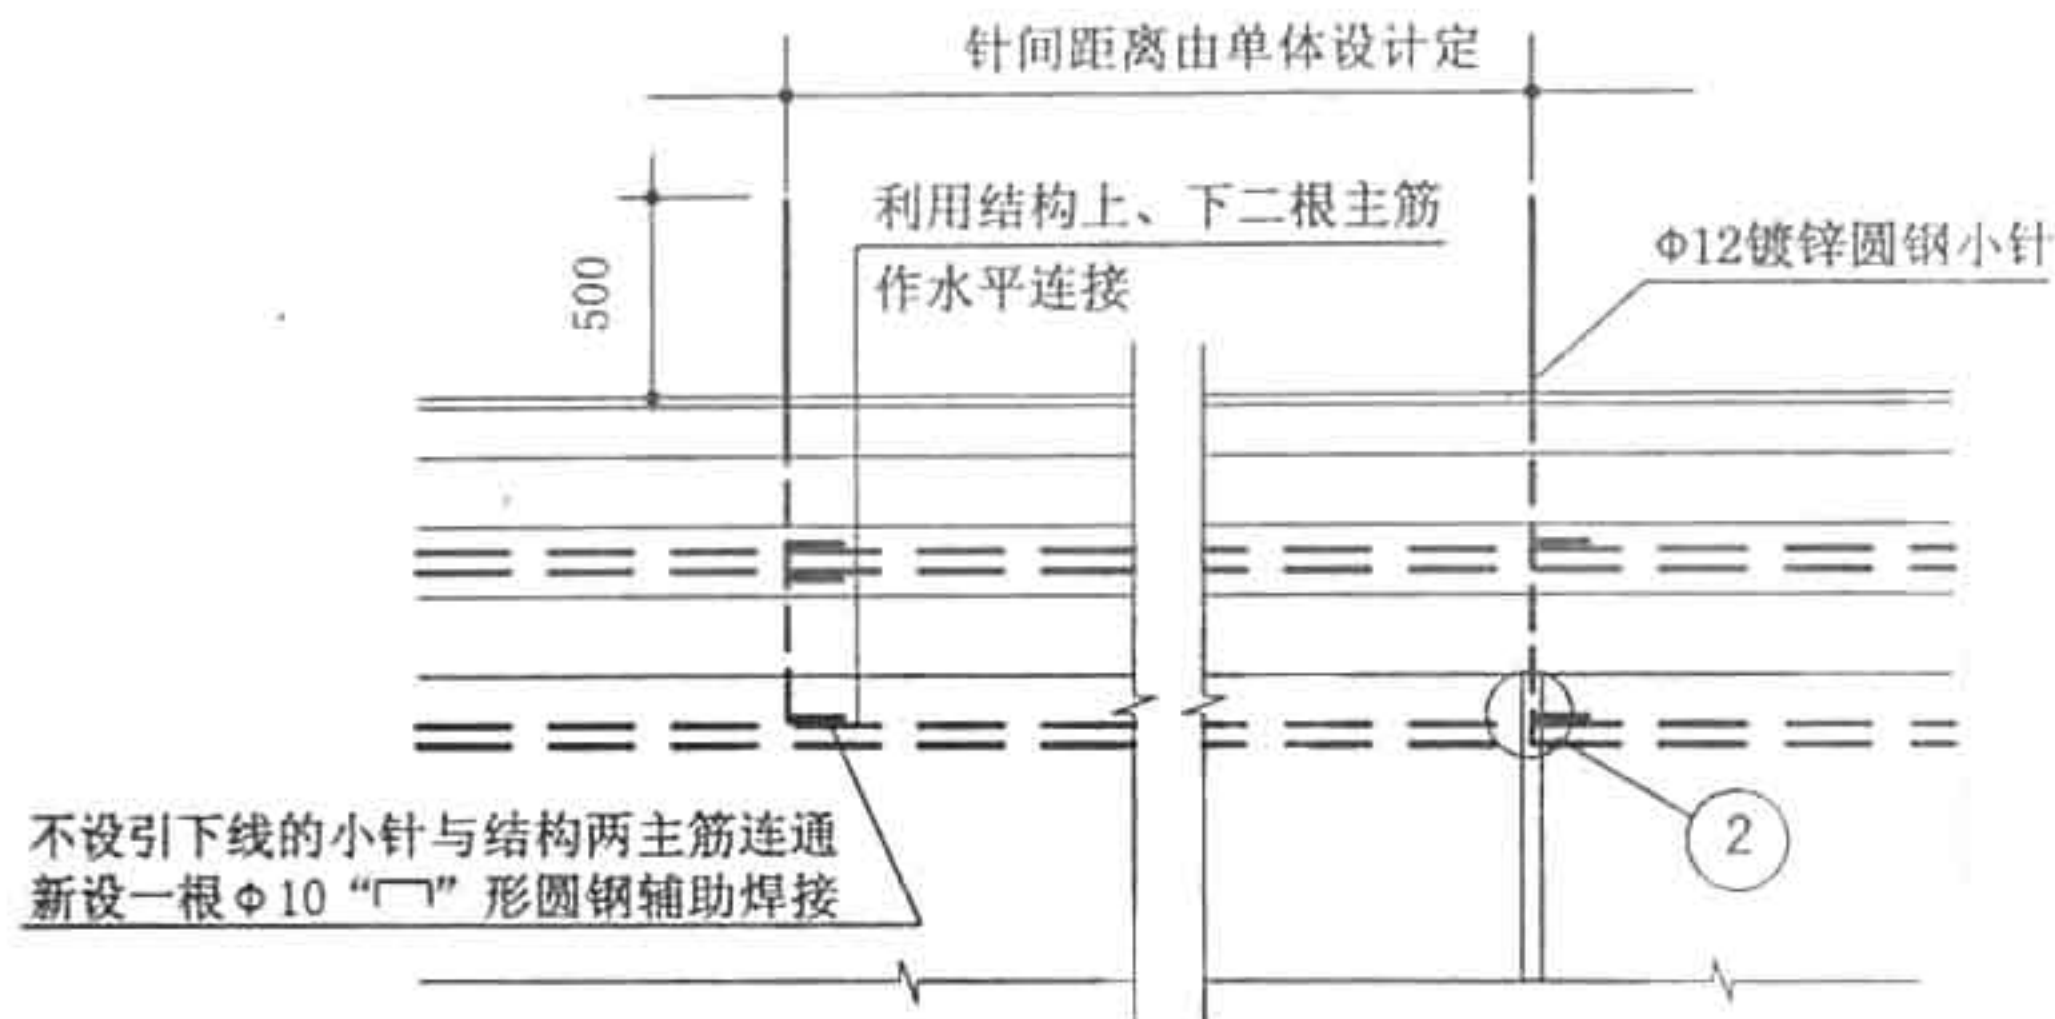 针间距离由单体设计定
利用结构上、下二根主筋
作水平连接
Φ12镀锌圆钢小针
500
不设引下线的小针与结构两主筋连通
新设一根Φ10“冖”形圆钢辅助焊接
2